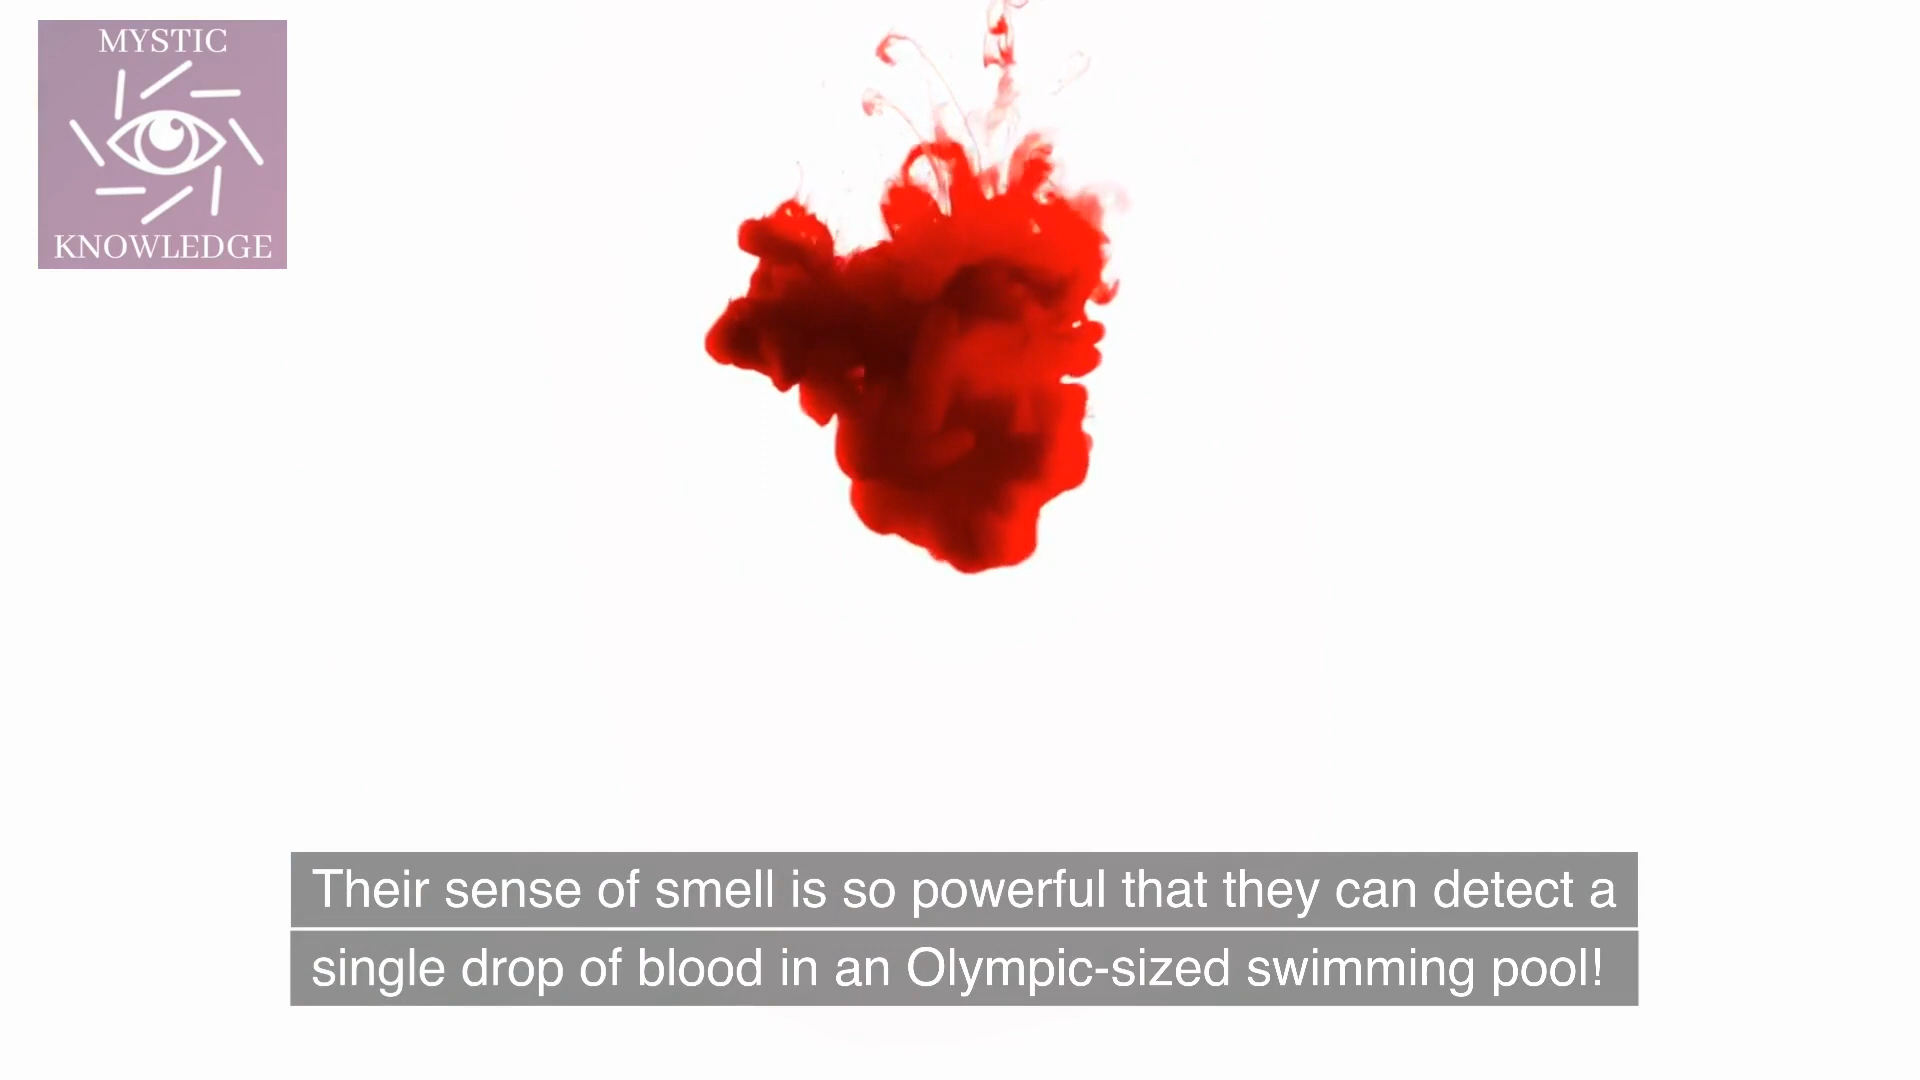 MYSTIC
KNOWLEDGE
Their sense of smell is so powerful that they can detect a
single drop of blood in an Olympic-sized swimming pool!